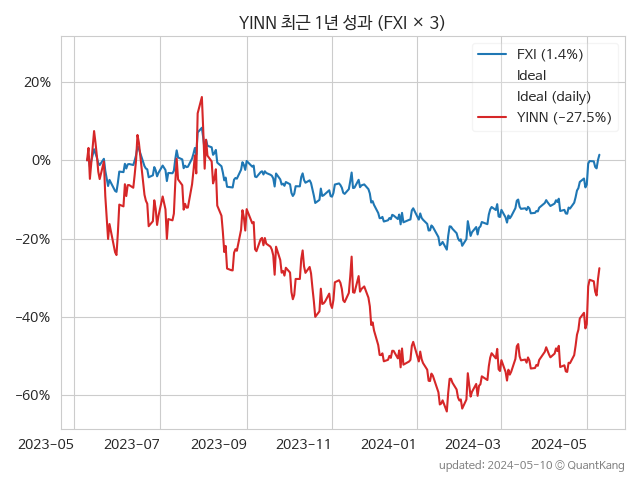 YINN 최근 1년 성과 (FXI × 3)
FXI (1.4%)
Ideal
Ideal (daily)
YINN (−27.5%)
20%
0%
−20%
−40%
−60%
2023−05 2023−07 2023−09 2023−11 2024−01 2024−03 2024−05
updated: 2024-05-10 © QuantKang